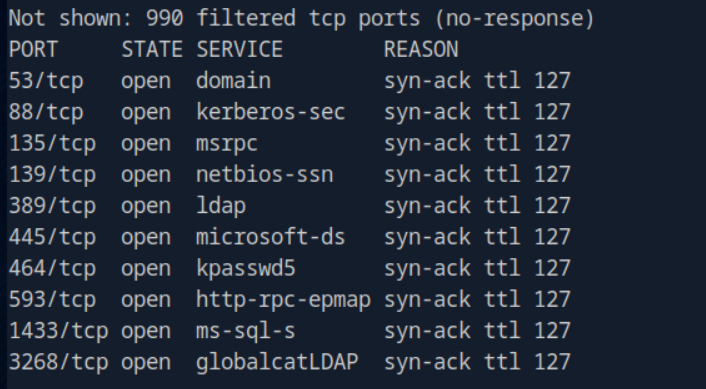 Not shown: 990 filtered tcp ports (no-response)
PORT     STATE SERVICE          REASON
53/tcp   open  domain           syn-ack ttl 127
88/tcp   open  kerberos-sec     syn-ack ttl 127
135/tcp  open  msrpc            syn-ack ttl 127
139/tcp  open  netbios-ssn      syn-ack ttl 127
389/tcp  open  ldap             syn-ack ttl 127
445/tcp  open  microsoft-ds     syn-ack ttl 127
464/tcp  open  kpasswd5         syn-ack ttl 127
593/tcp  open  http-rpc-epmap   syn-ack ttl 127
1433/tcp open  ms-sql-s         syn-ack ttl 127
3268/tcp open  globalcatLDAP    syn-ack ttl 127